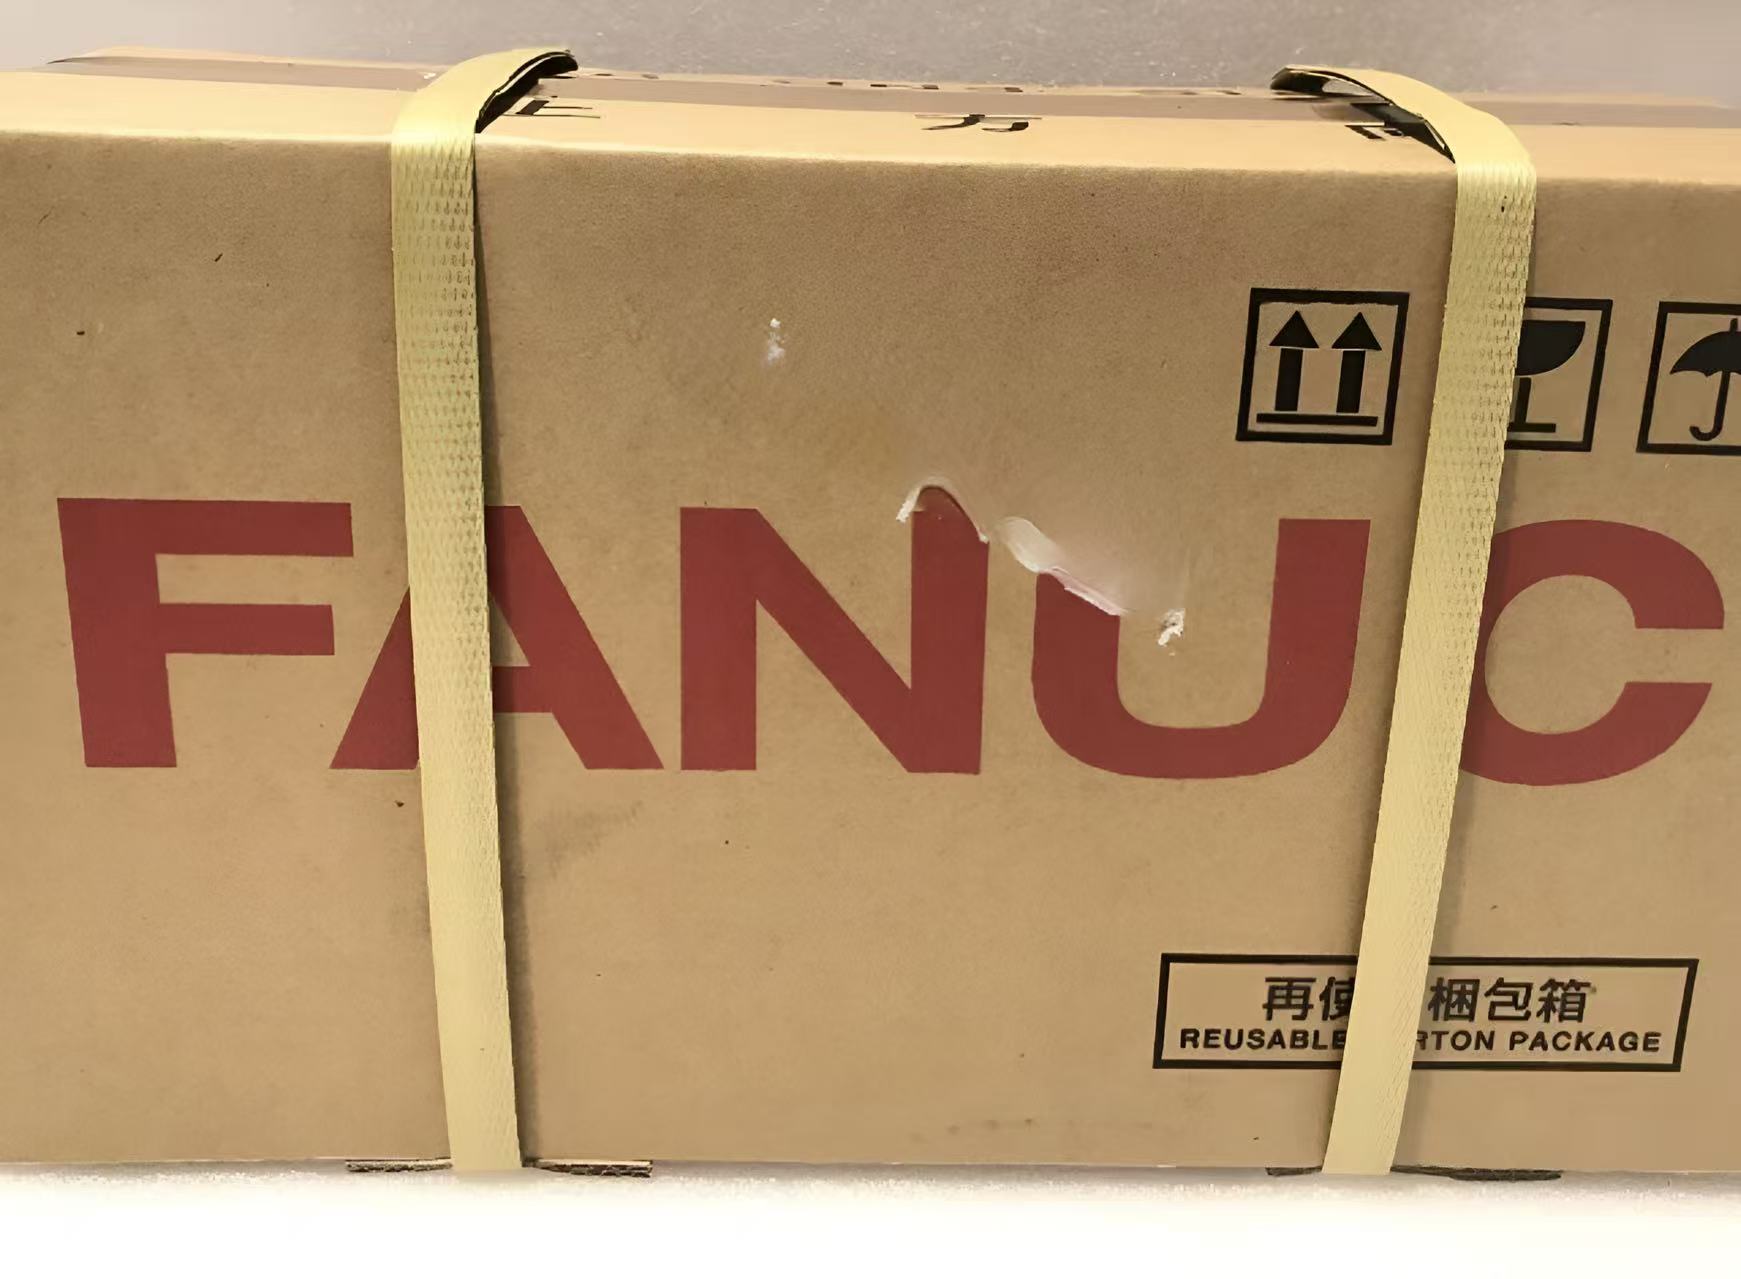 FANUC
再使 梱包箱
REUSABLE RTON PACKAGE